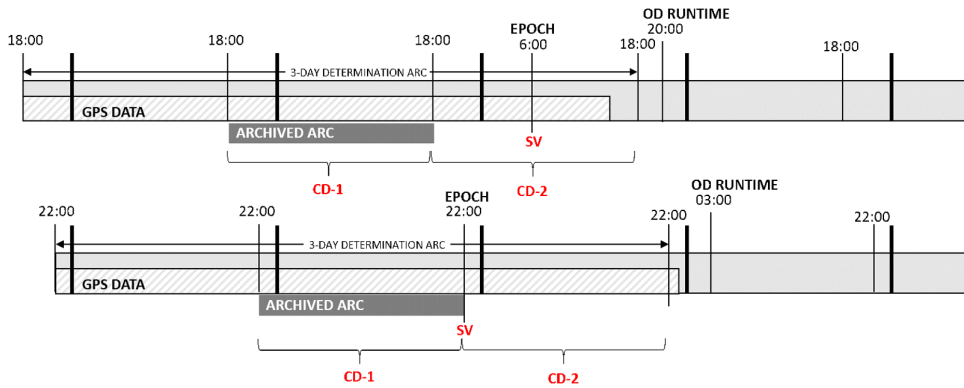 OD RUNTIME
EPOCH
20:00
18:00
18:00
18:00
6:00
18:00
18:00
3-DAY DETERMINATION ARC
GPS DATA
ARCHIVED ARC
SV
CD-1
CD-2
OD RUNTIME
EPOCH
03:00
22:00
22:00
22:00
22:00
22:00
3-DAY DETERMINATION ARC
GPS DATA
ARCHIVED ARC
SV
CD-1
CD-2